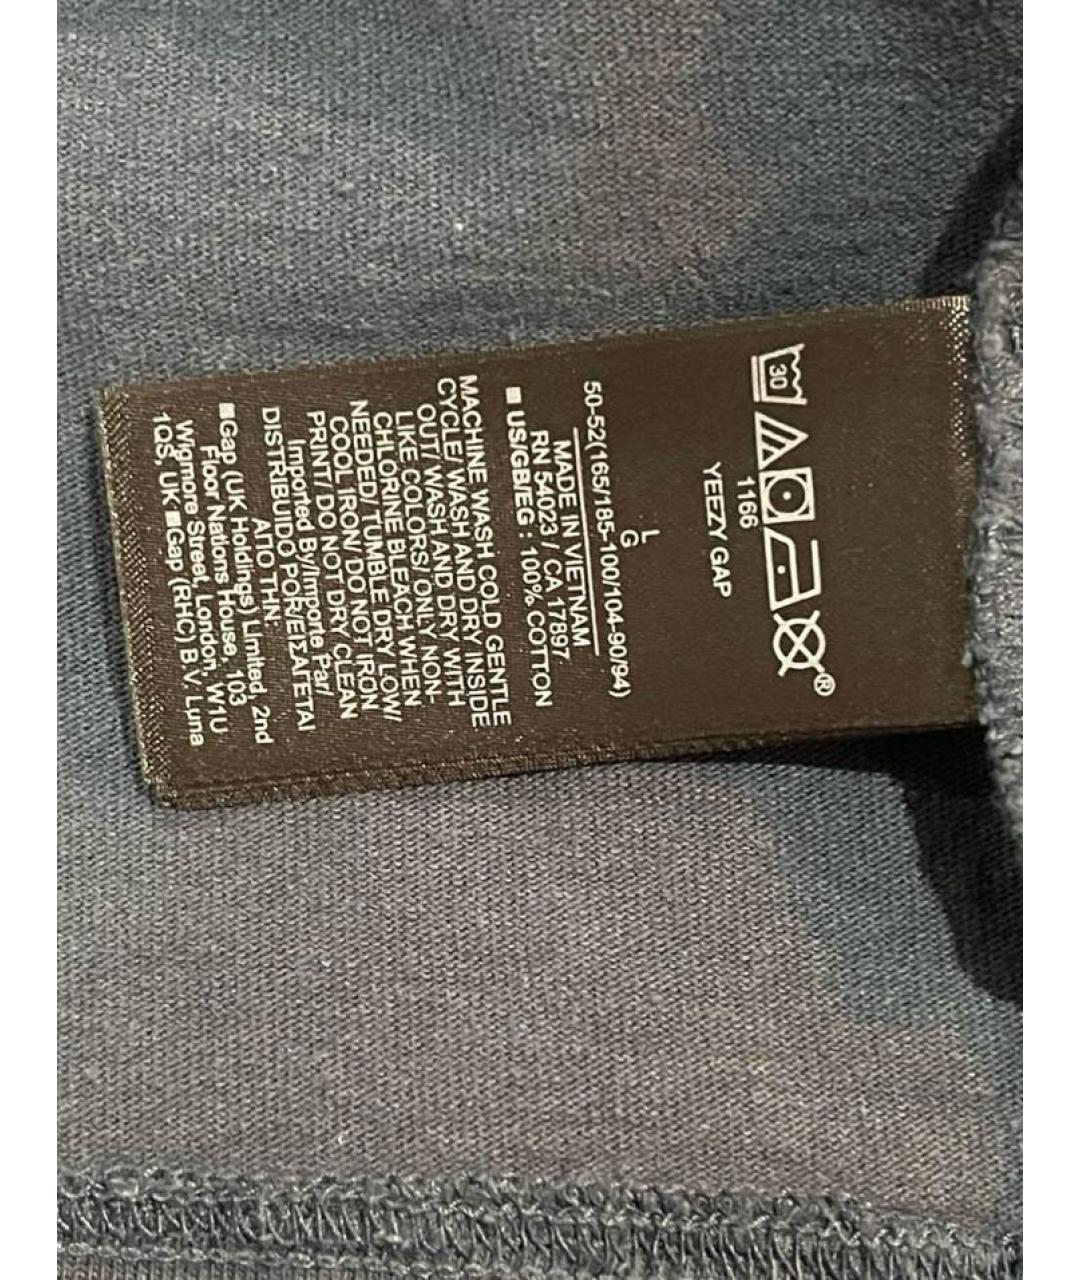 30
®
1166
YEEZY GAP
L
G
50-52(165/185-100/104-90/94)
MADE IN VIETNAM
RN 54023 / CA 17897
■ US/GB/EG : 100% COTTON
MACHINE WASH COLD GENTLE
CYCLE/ WASH AND DRY INSIDE
OUT/ WASH AND DRY WITH
LIKE COLORS/ ONLY NON-
CHLORINE BLEACH WHEN
NEEDED/ TUMBLE DRY LOW/
COOL IRON/ DO NOT IRON
PRINT/ DO NOT DRY CLEAN
Imported By/Importe Par/
DISTRIBUIDO POR/ΕΙΣΑΓΕΤΑΙ
ΑΠΟ ΤΗΝ:
■Gap (UK Holdings) Limited, 2nd
Floor Nations House, 103
Wigmore Street, London, W1U
1QS, UK ■Gap (RHC) B.V. Luna